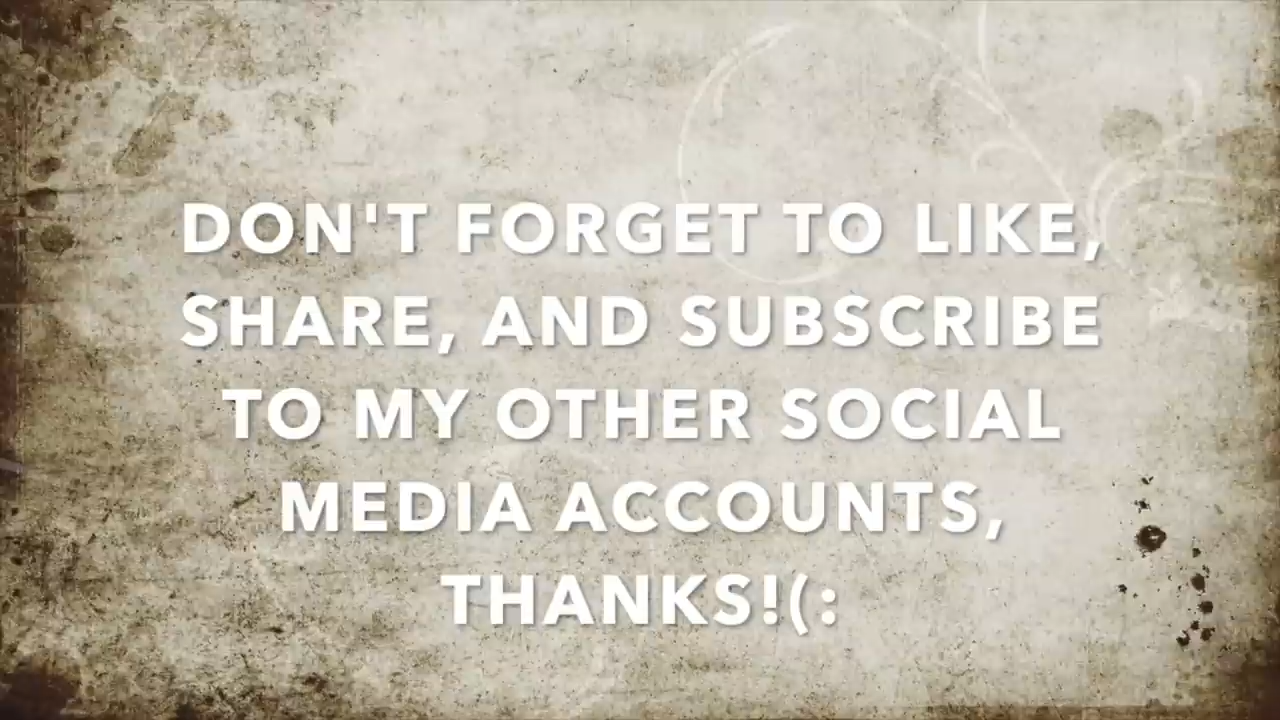 DON'T FORGET TO LIKE,
SHARE, AND SUBSCRIBE
TO MY OTHER SOCIAL
MEDIA ACCOUNTS,
THANKS!(: